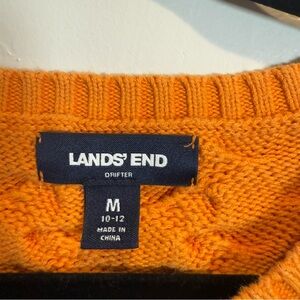 LANDS' END
DRIFTER
M
10-12
MADE IN
CHINA